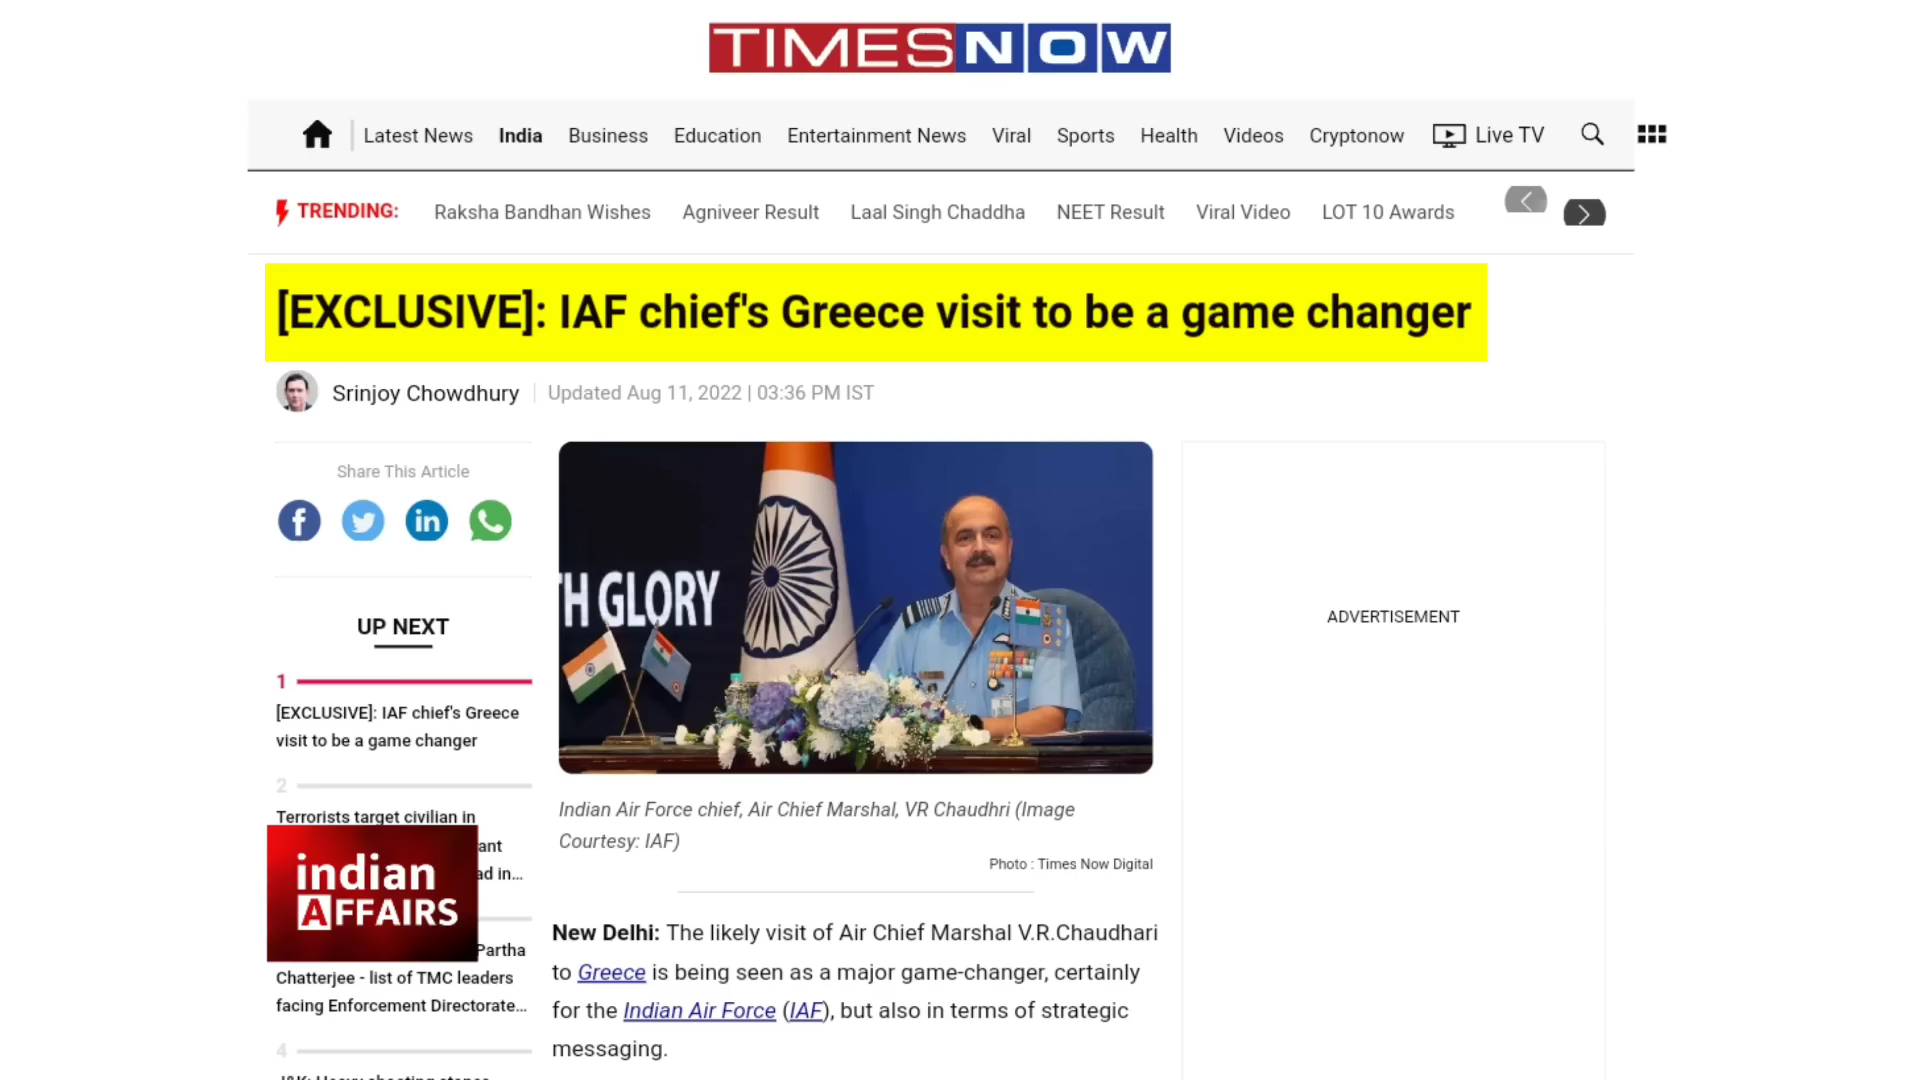 TIMES NOW
Latest News India Business Education Entertainment News Viral Sports Health Videos Cryptonow Live TV
TRENDING: Raksha Bandhan Wishes Agniveer Result Laal Singh Chaddha NEET Result Viral Video LOT 10 Awards
[EXCLUSIVE]: IAF chief's Greece visit to be a game changer
Srinjoy Chowdhury Updated Aug 11, 2022 | 03:36 PM IST
Share This Article
UP NEXT
1
[EXCLUSIVE]: IAF chief's Greece
visit to be a game changer
2
Terrorists target civilian in
ant
ad in...
indian
AFFAIRS
Partha
Chatterjee - list of TMC leaders
facing Enforcement Directorate...
4
TH GLORY
Indian Air Force chief, Air Chief Marshal, VR Chaudhri (Image
Courtesy: IAF)
Photo : Times Now Digital
New Delhi: The likely visit of Air Chief Marshal V.R.Chaudhari
to Greece is being seen as a major game-changer, certainly
for the Indian Air Force (IAF), but also in terms of strategic
messaging.
ADVERTISEMENT